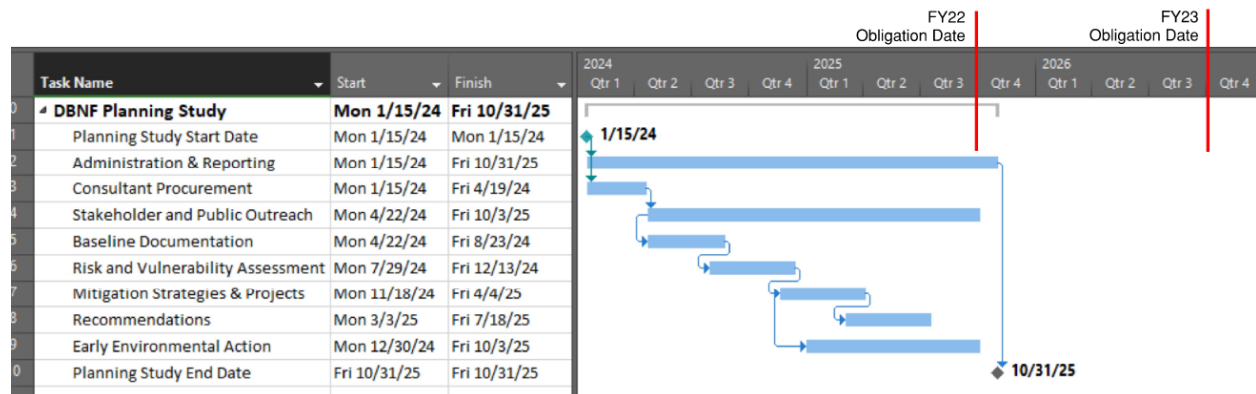 FY22
Obligation Date
FY23
Obligation Date
2024 2025 2026
Task Name Start Finish Qtr 1 Qtr 2 Qtr 3 Qtr 4 Qtr 1 Qtr 2 Qtr 3 Qtr 4 Qtr 1 Qtr 2 Qtr 3 Qtr 4
0 DBNF Planning Study Mon 1/15/24 Fri 10/31/25
1 Planning Study Start Date Mon 1/15/24 Mon 1/15/24 1/15/24
2 Administration & Reporting Mon 1/15/24 Fri 10/31/25
3 Consultant Procurement Mon 1/15/24 Fri 4/19/24
4 Stakeholder and Public Outreach Mon 4/22/24 Fri 10/3/25
5 Baseline Documentation Mon 4/22/24 Fri 8/23/24
6 Risk and Vulnerability Assessment Mon 7/29/24 Fri 12/13/24
7 Mitigation Strategies & Projects Mon 11/18/24 Fri 4/4/25
8 Recommendations Mon 3/3/25 Fri 7/18/25
9 Early Environmental Action Mon 12/30/24 Fri 10/3/25
0 Planning Study End Date Fri 10/31/25 Fri 10/31/25 10/31/25